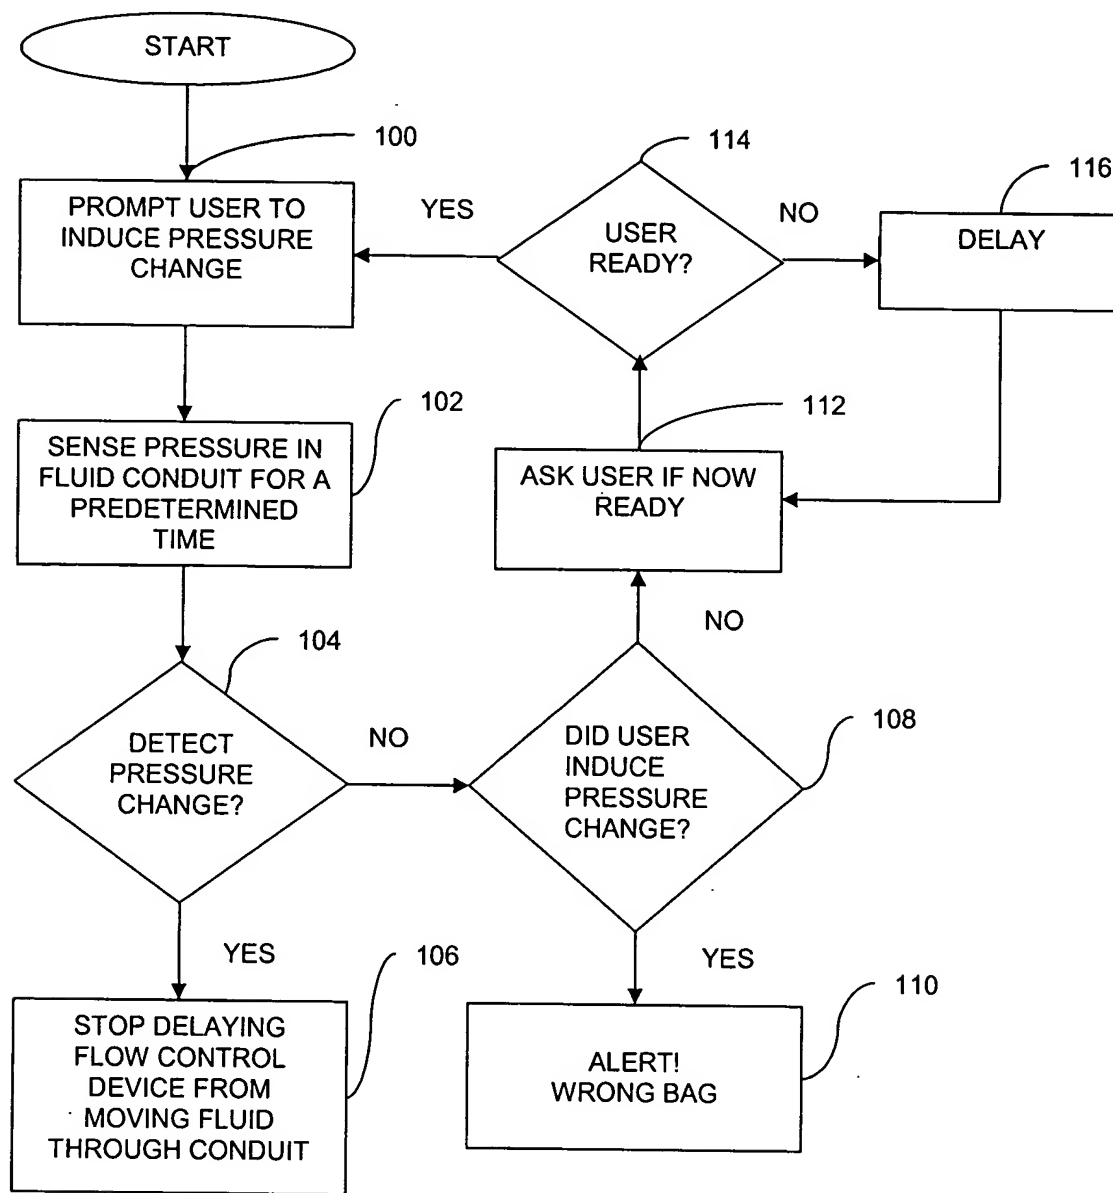 START
100
PROMPT USER TO
INDUCE PRESSURE
CHANGE
YES
114
USER
READY?
NO
116
DELAY
102
SENSE PRESSURE IN
FLUID CONDUIT FOR A
PREDETERMINED
TIME
112
ASK USER IF NOW
READY
NO
104
DETECT
PRESSURE
CHANGE?
NO
108
DID USER
INDUCE
PRESSURE
CHANGE?
YES
106
STOP DELAYING
FLOW CONTROL
DEVICE FROM
MOVING FLUID
THROUGH CONDUIT
YES
110
ALERT!
WRONG BAG